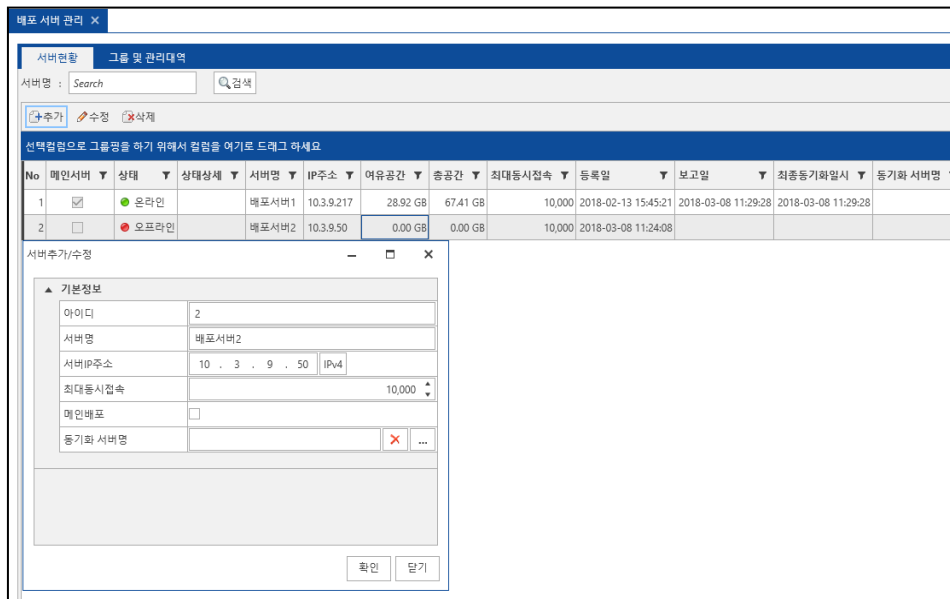 배포 서버 관리
서버현황 그룹 및 관리대역
서버명 : Search 검색
추가 수정 삭제
선택컬럼으로 그룹핑을 하기 위해서 컬럼을 여기로 드래그 하세요
No 메인서버 상태 상태상세 서버명 IP주소 여유공간 총공간 최대동시접속 등록일 보고일 최종동기화일시 동기화 서버명
1 온라인 배포서버1 10.3.9.217 28.92 GB 67.41 GB 10,000 2018-02-13 15:45:21 2018-03-08 11:29:28 2018-03-08 11:29:28
2 오프라인 배포서버2 10.3.9.50 0.00 GB 0.00 GB 10,000 2018-03-08 11:24:08
서버추가/수정
기본정보
아이디 2
서버명 배포서버2
서버IP주소 10 . 3 . 9 . 50 IPv4
최대동시접속 10,000
메인배포
동기화 서버명 ...
확인 닫기